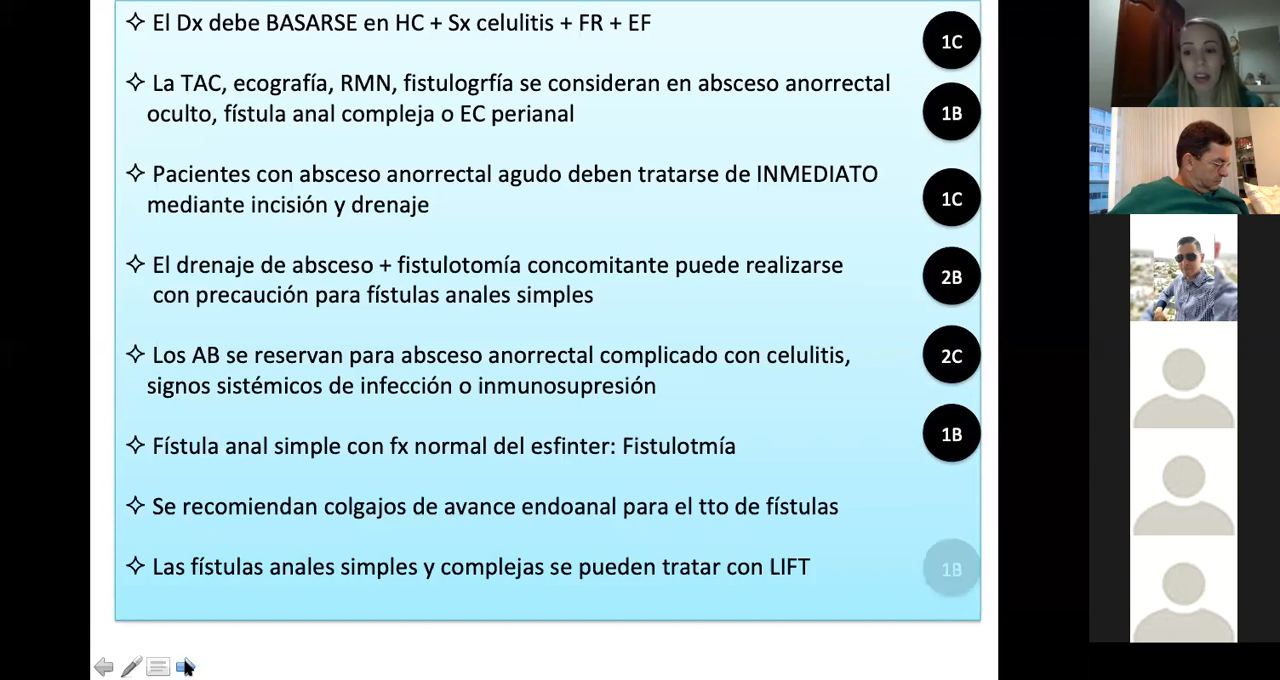 ✧ El Dx debe BASARSE en HC + Sx celulitis + FR + EF
1C
✧ La TAC, ecografía, RMN, fistulogrfía se consideran en absceso anorrectal
oculto, fístula anal compleja o EC perianal
1B
✧ Pacientes con absceso anorrectal agudo deben tratarse de INMEDIATO
mediante incisión y drenaje
1C
✧ El drenaje de absceso + fistulotomía concomitante puede realizarse
con precaución para fístulas anales simples
2B
✧ Los AB se reservan para absceso anorrectal complicado con celulitis,
signos sistémicos de infección o inmunosupresión
2C
✧ Fístula anal simple con fx normal del esfinter: Fistulotmía
1B
✧ Se recomiendan colgajos de avance endoanal para el tto de fístulas
✧ Las fístulas anales simples y complejas se pueden tratar con LIFT
1B